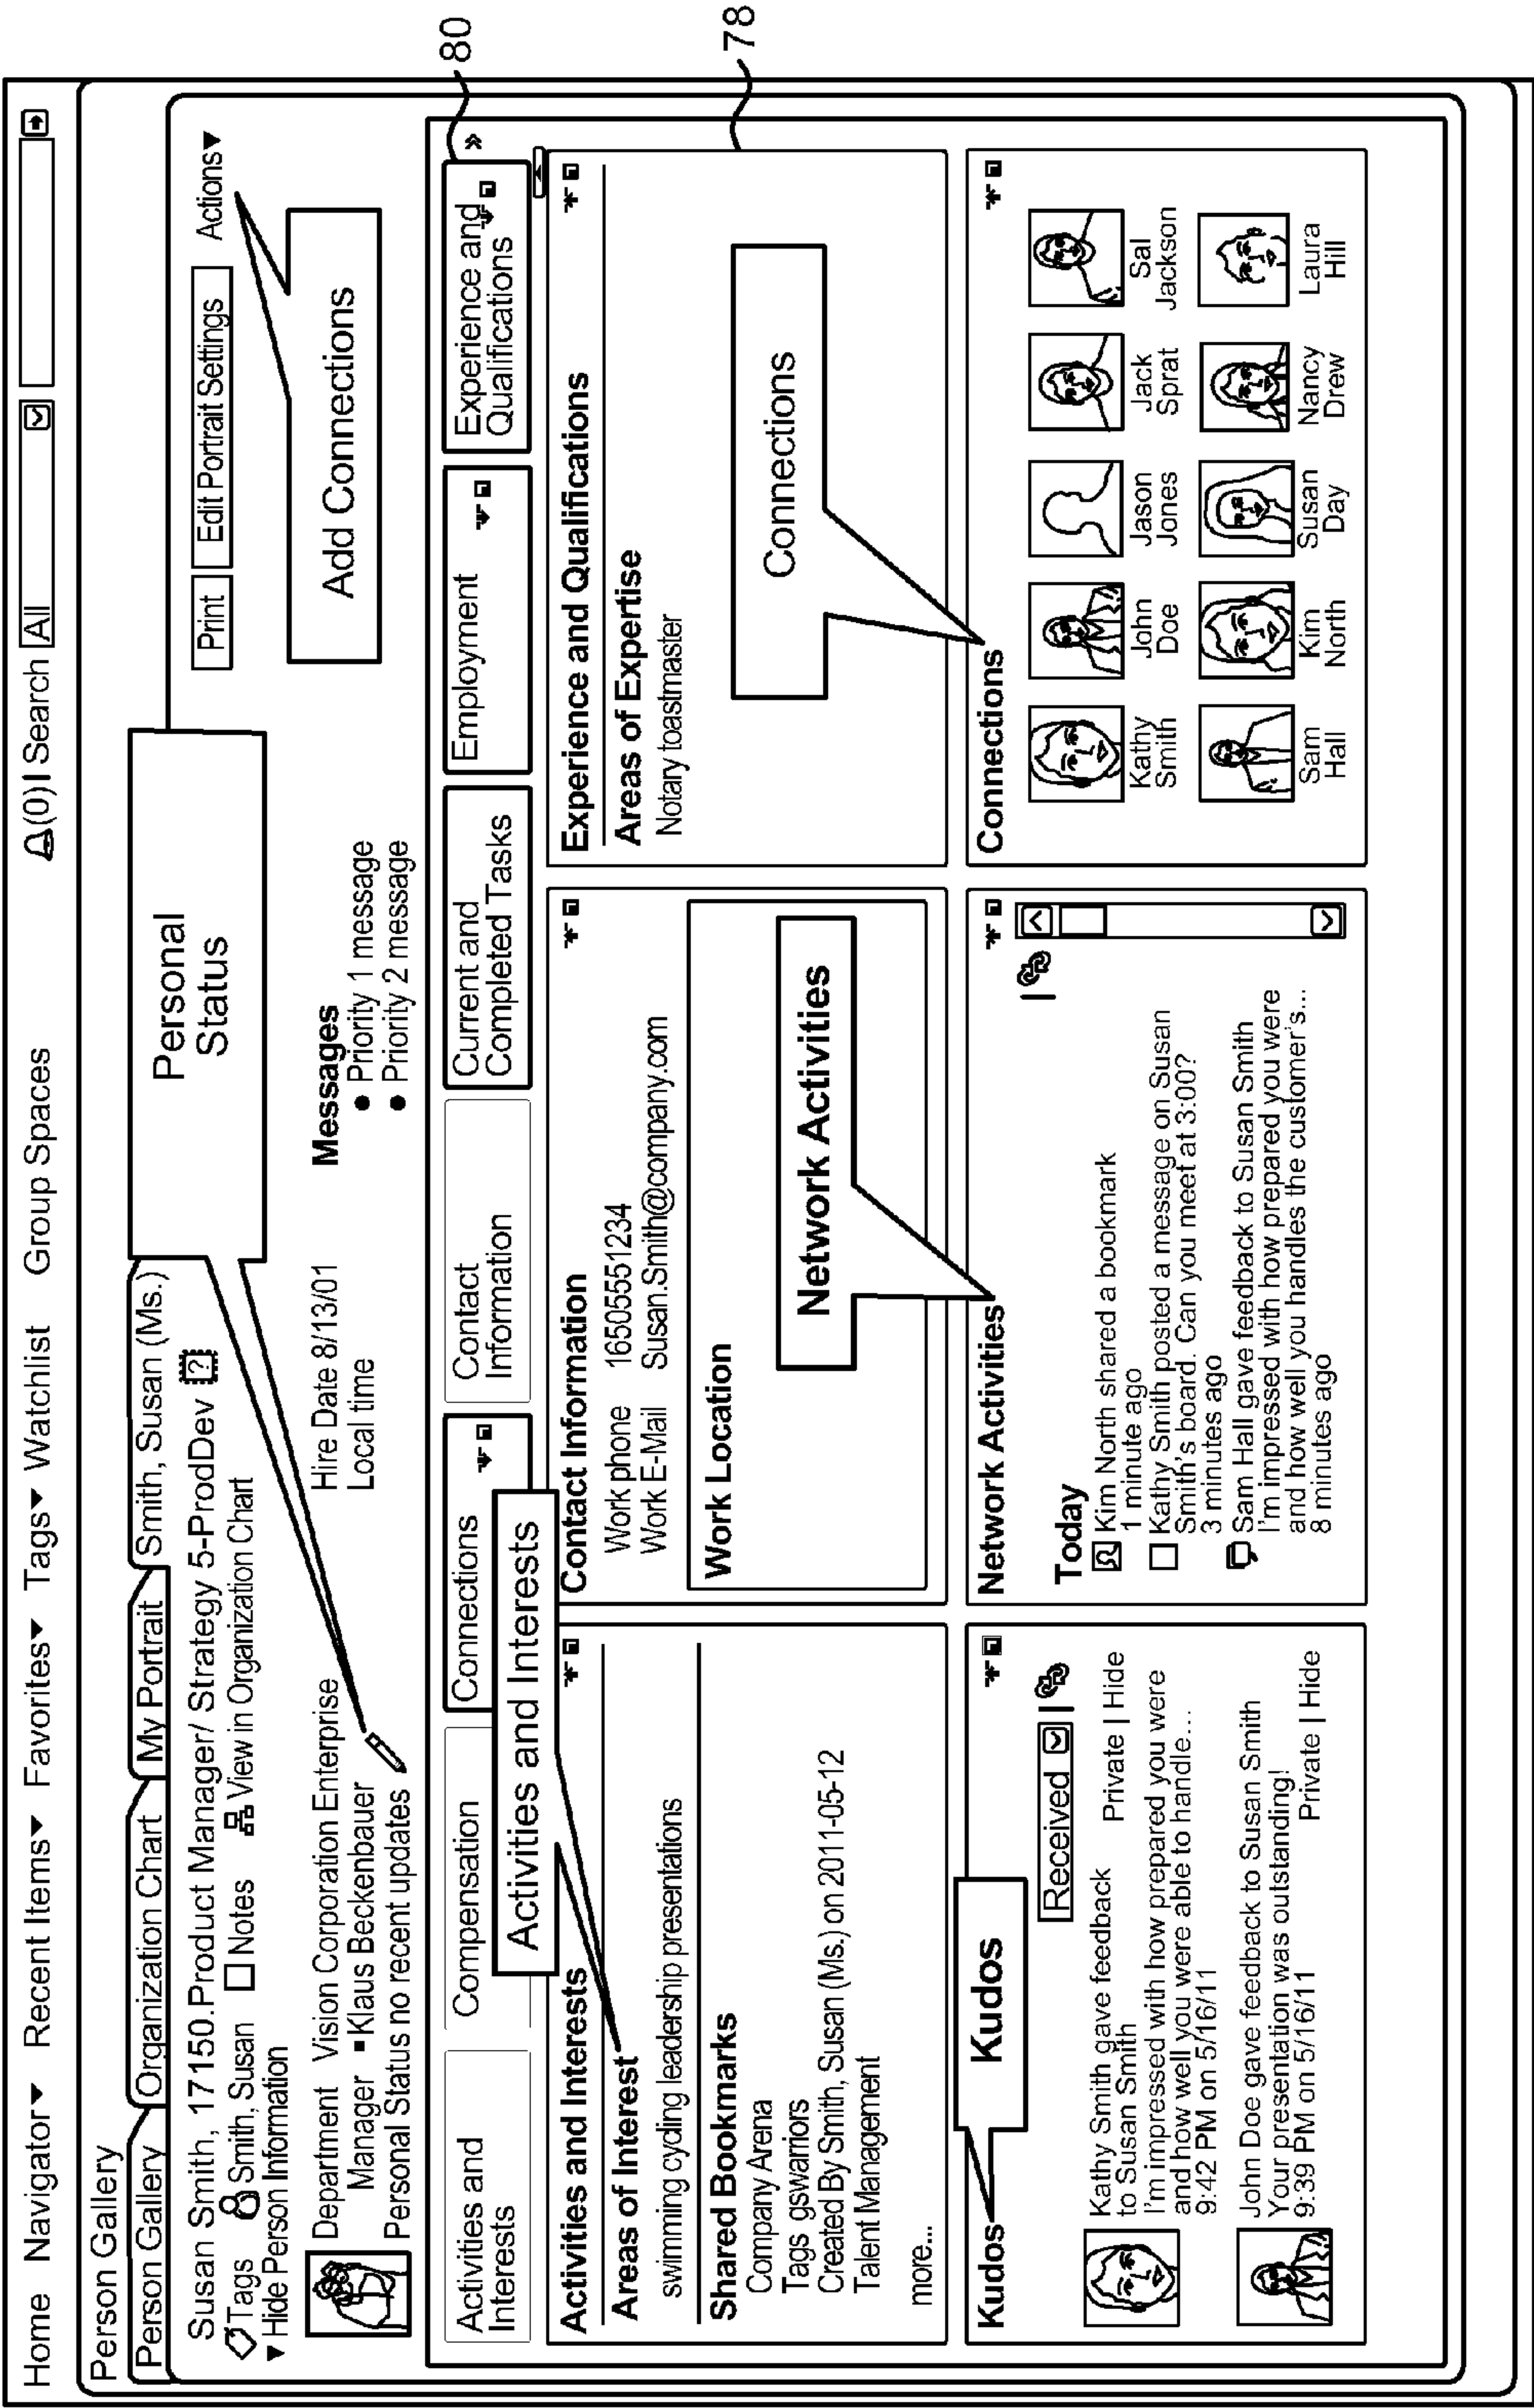 Home Navigator▼ Recent Items▼ Favorites▼ Tags▼ Watchlist Group Spaces (0) | Search All
Person Gallery
Person Gallery Organization Chart My Portrait Smith, Susan (Ms.)
Personal
Status
Susan Smith, 17150.Product Manager/ Strategy 5-ProdDev [?]
Print Edit Portrait Settings Actions▼
Tags Smith, Susan Notes View in Organization Chart
▼ Hide Person Information
Add Connections
Department Vision Corporation Enterprise
Manager ▪ Klaus Beckenbauer
Personal Status no recent updates
Hire Date 8/13/01
Local time
Messages
• Priority 1 message
• Priority 2 message
80
Activities and
Interests
Compensation
Connections
Contact
Information
Current and
Completed Tasks
Employment
Experience and
Qualifications
»
78
Activities and Interests
Activities and Interests
Areas of Interest
swimming cycling leadership presentations
Shared Bookmarks
Company Arena
Tags gswarriors
Created By Smith, Susan (Ms.) on 2011-05-12
Talent Management
more...
Contact Information
Work phone 16505551234
Work E-Mail Susan.Smith@company.com
Work Location
Network Activities
Experience and Qualifications
Areas of Expertise
Notary toastmaster
Connections
Kudos
Kudos
Received
Kathy Smith gave feedback
to Susan Smith
Private | Hide
I'm impressed with how prepared you were
and how well you were able to handle...
9:42 PM on 5/16/11
John Doe gave feedback to Susan Smith
Your presentation was outstanding!
9:39 PM on 5/16/11
Private | Hide
Network Activities
Today
Kim North shared a bookmark
1 minute ago
Kathy Smith posted a message on Susan
Smith's board. Can you meet at 3:00?
3 minutes ago
Sam Hall gave feedback to Susan Smith
I'm impressed with how prepared you were
and how well you handles the customer's...
8 minutes ago
Connections
Kathy
Smith
John
Doe
Jason
Jones
Jack
Sprat
Sal
Jackson
Sam
Hall
Kim
North
Susan
Day
Nancy
Drew
Laura
Hill